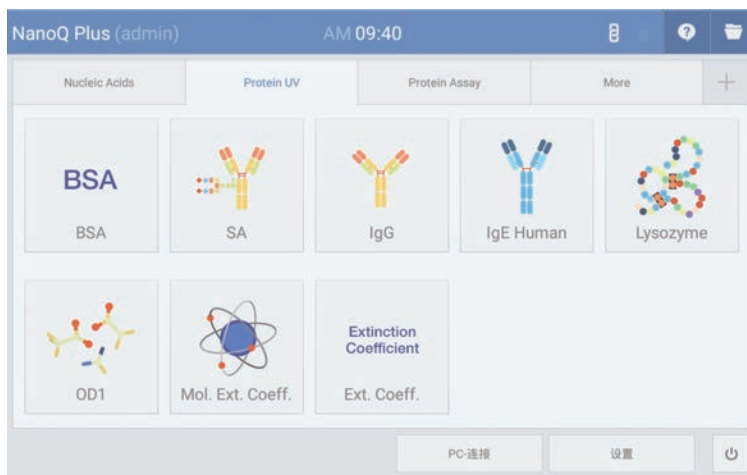 NanoQ Plus (admin)
AM 09:40
Nucleic Acids
Protein UV
Protein Assay
More
BSA
BSA
SA
IgG
IgE Human
Lysozyme
OD1
Mol. Ext. Coeff.
Extinction
Coefficient
Ext. Coeff.
PC-连接
设置